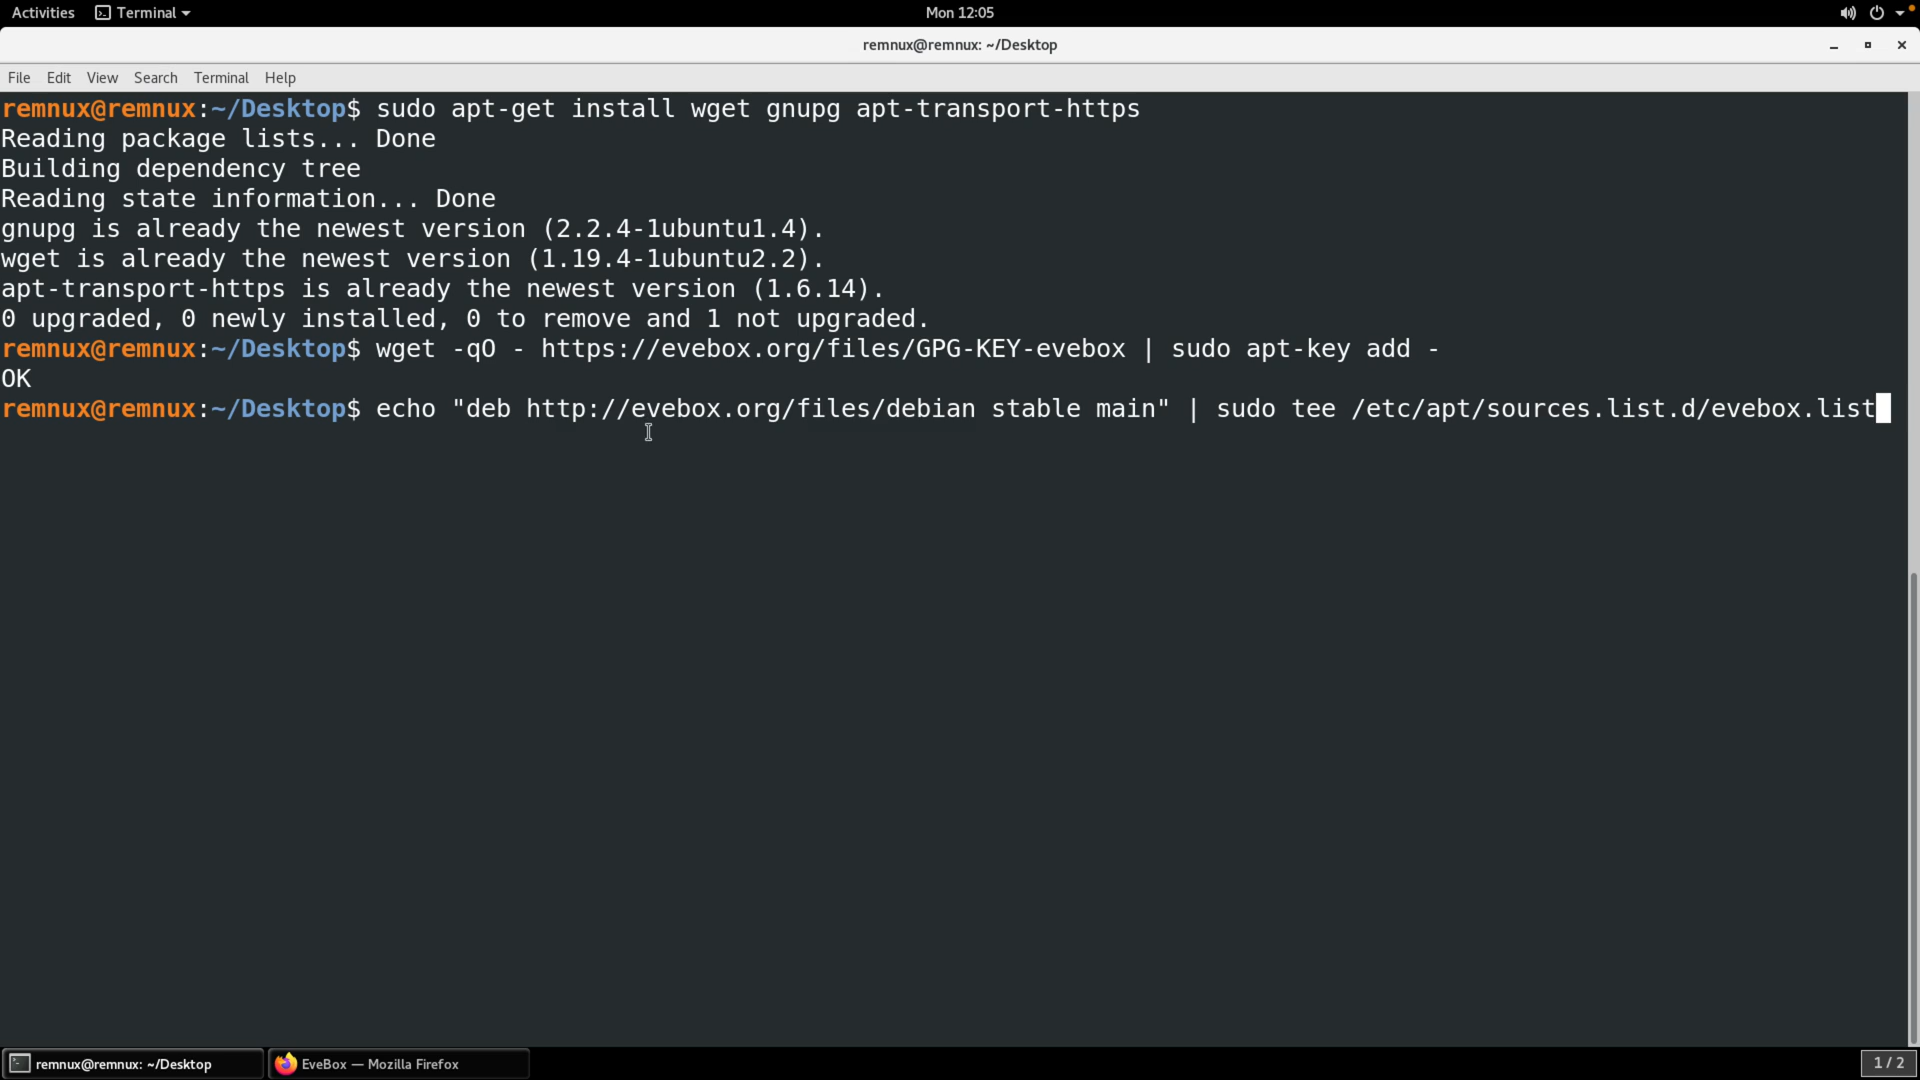 Activities Terminal Mon 12:05
remnux@remnux: ~/Desktop
File Edit View Search Terminal Help
remnux@remnux:~/Desktop$ sudo apt-get install wget gnupg apt-transport-https
Reading package lists... Done
Building dependency tree
Reading state information... Done
gnupg is already the newest version (2.2.4-1ubuntu1.4).
wget is already the newest version (1.19.4-1ubuntu2.2).
apt-transport-https is already the newest version (1.6.14).
0 upgraded, 0 newly installed, 0 to remove and 1 not upgraded.
remnux@remnux:~/Desktop$ wget -qO - https://evebox.org/files/GPG-KEY-evebox | sudo apt-key add -
OK
remnux@remnux:~/Desktop$ echo "deb http://evebox.org/files/debian stable main" | sudo tee /etc/apt/sources.list.d/evebox.list
remnux@remnux: ~/Desktop EveBox — Mozilla Firefox 1 / 2